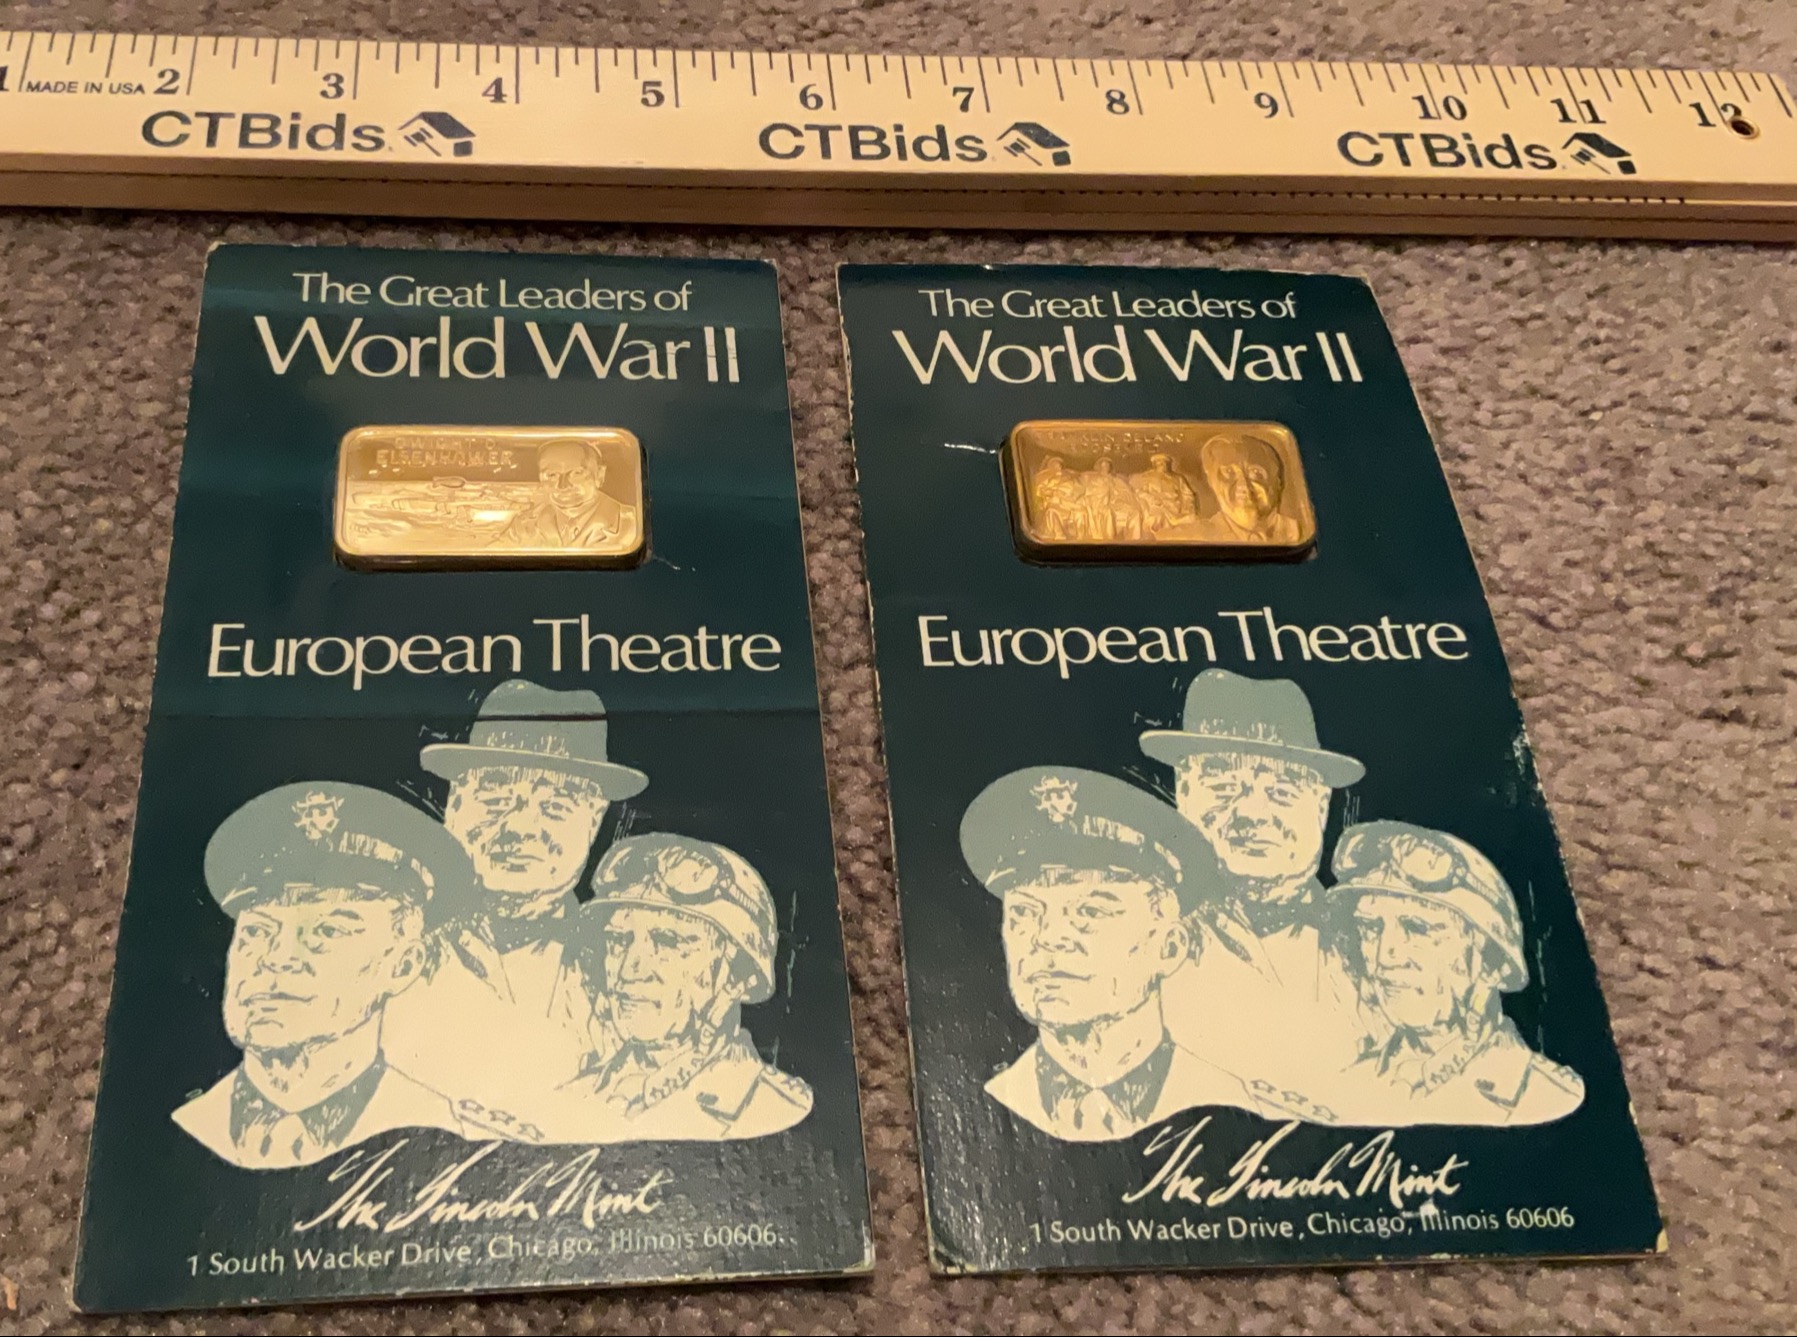 1 MADE IN USA 2 3 4 5 6 7 8 9 10 11 12
CTBids. CTBids. CTBids.
The Great Leaders of
World War II
DWIGHT D.
EISENHOWER
European Theatre
The Lincoln Mint
1 South Wacker Drive, Chicago, Illinois 60606
The Great Leaders of
World War II
FRANKLIN DELANO
ROOSEVELT
European Theatre
The Lincoln Mint
1 South Wacker Drive, Chicago, Illinois 60606